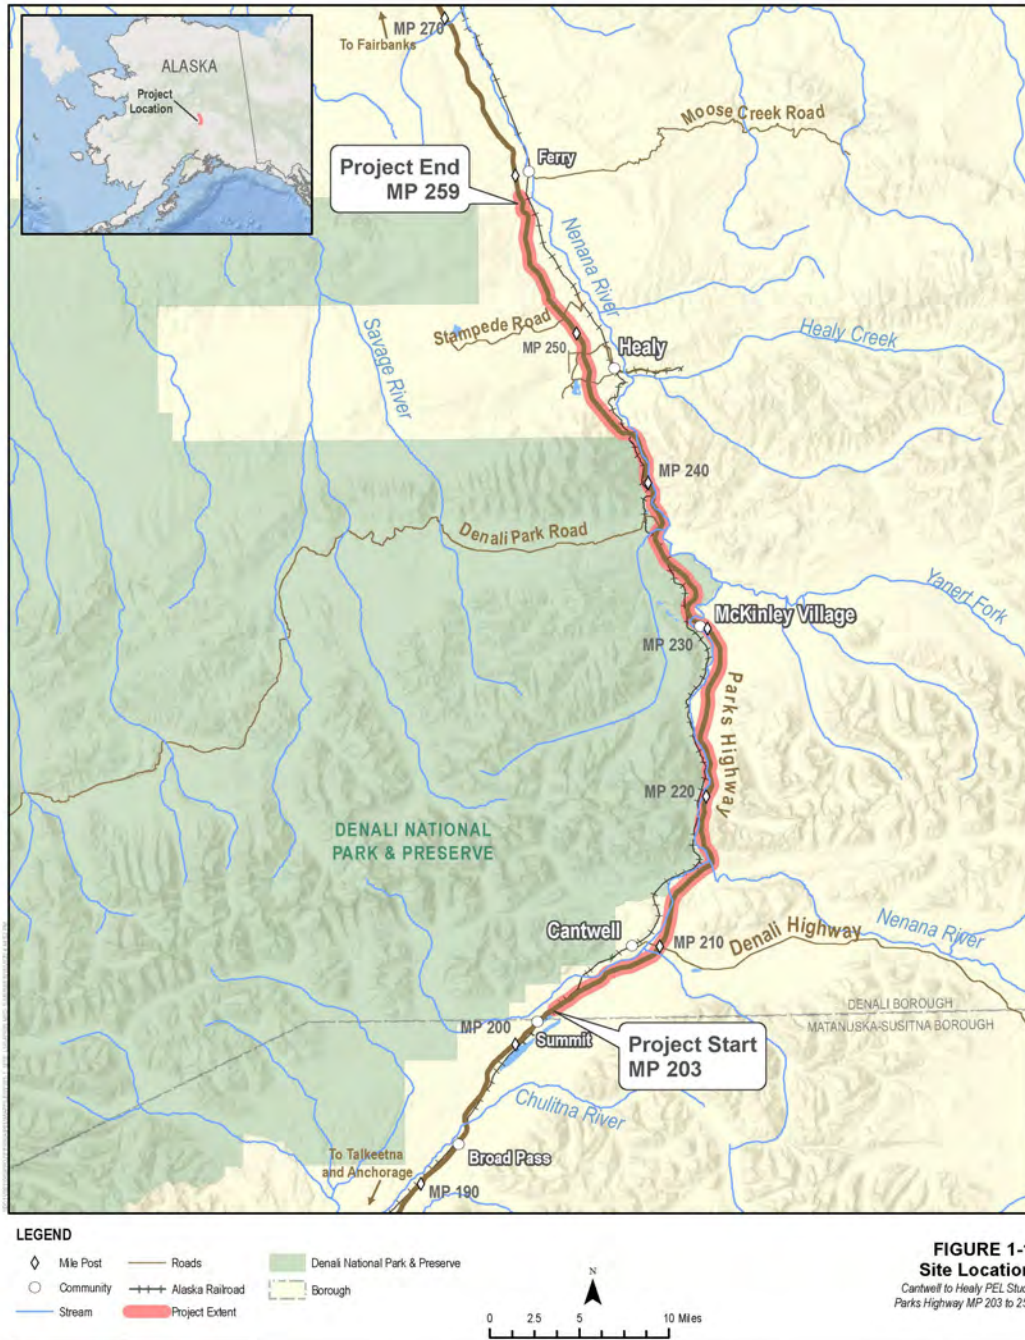 MP 270
To Fairbanks
ALASKA
Project
Location
Moose Creek Road
Ferry
Project End
MP 259
Nenana River
Savage River
Stampede Road
MP 250
Healy
Healy Creek
MP 240
Denali Park Road
Yanert
Fork
McKinley Village
MP 230
Parks Highway
MP 220
DENALI NATIONAL
PARK & PRESERVE
Cantwell
MP 210
Denali Highway
Nenana
River
DENALI BOROUGH
MATANUSKA-SUSITNA BOROUGH
MP 200
Summit
Project Start
MP 203
Chulitna River
Broad Pass
To Talkeetna
and Anchorage
MP 190
LEGEND
Mile Post
Roads
Denali National Park & Preserve
Community
Alaska Railroad
Borough
Stream
Project Extent
N
0 2.5 5 10 Miles
FIGURE 1-
Site Location
Cantwell to Healy PEL Stud
Parks Highway MP 203 to 25